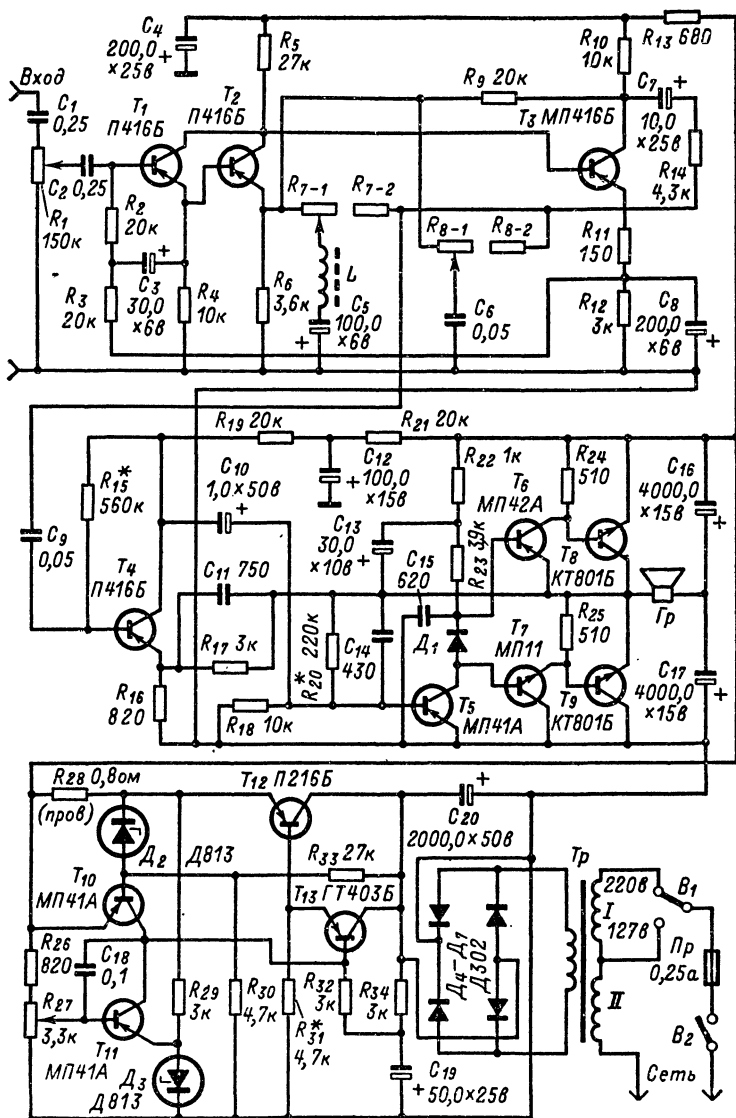 C4
200,0
×25в
R5
27к
R10
10к
R13 680
Вход
C1
0,25
T1
П416Б
T2
П416Б
R9 20к
T3 МП416Б
C7
10,0
×25в
R14
4,3к
C2 0,25
R1
150к
R2
20к
R7-1
R7-2
R8-1
R8-2
R11
150
L
R3
20к
C3
30,0
×6в
R4
10к
R6
3,6к
C5
100,0
×6в
C6
0,05
R12
3к
C8
200,0
×6в
R19 20к
R21 20к
R15*
560к
C10
1,0×50в
C12
100,0
×15в
R22 1к
T6
МП42А
R24
510
C16
4000,0
×15в
C9
0,05
T4
П416Б
C13
30,0
×10в
R23 39к
C11 750
C15
620
T8
КТ801Б
Гр
R17 3к
R20* 220к
C14
430
Д1
T7
МП11
R25
510
C17
4000,0
×15в
R16
820
R18 10к
T5
МП41А
T9
КТ801Б
R28 0,8ом
(пров)
T12 П216Б
C20
2000,0×50в
Д2
Д813
R33 27к
Тр
T10
МП41А
T13 ГТ403Б
220в
I
127в
В1
R26
820
C18
0,1
Д4–Д7
Д302
Пр
0,25а
R27
3,3к
T11
МП41А
R29
3к
R30
4,7к
R31*
4,7к
R32
3к
R34
3к
II
В2
Д3
Д813
C19
50,0×25в
Сеть